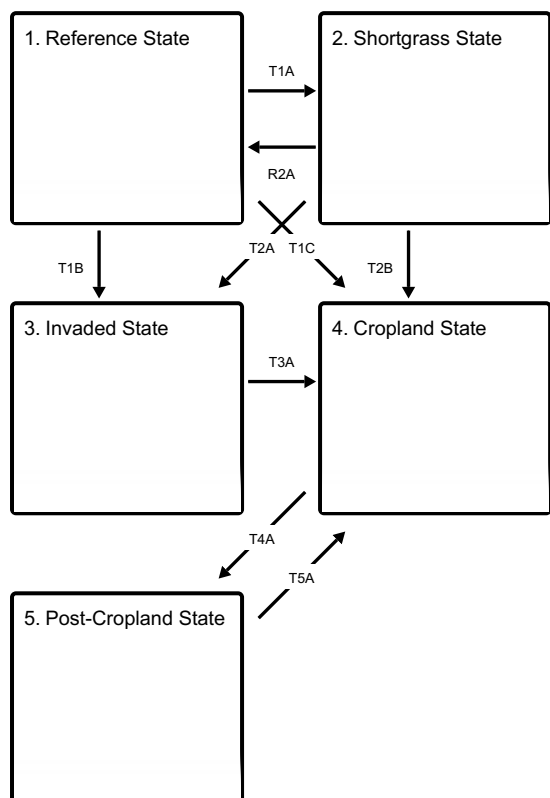 1. Reference State
2. Shortgrass State
T1A
R2A
T2A
T1C
T1B
T2B
3. Invaded State
4. Cropland State
T3A
T4A
T5A
5. Post-Cropland State